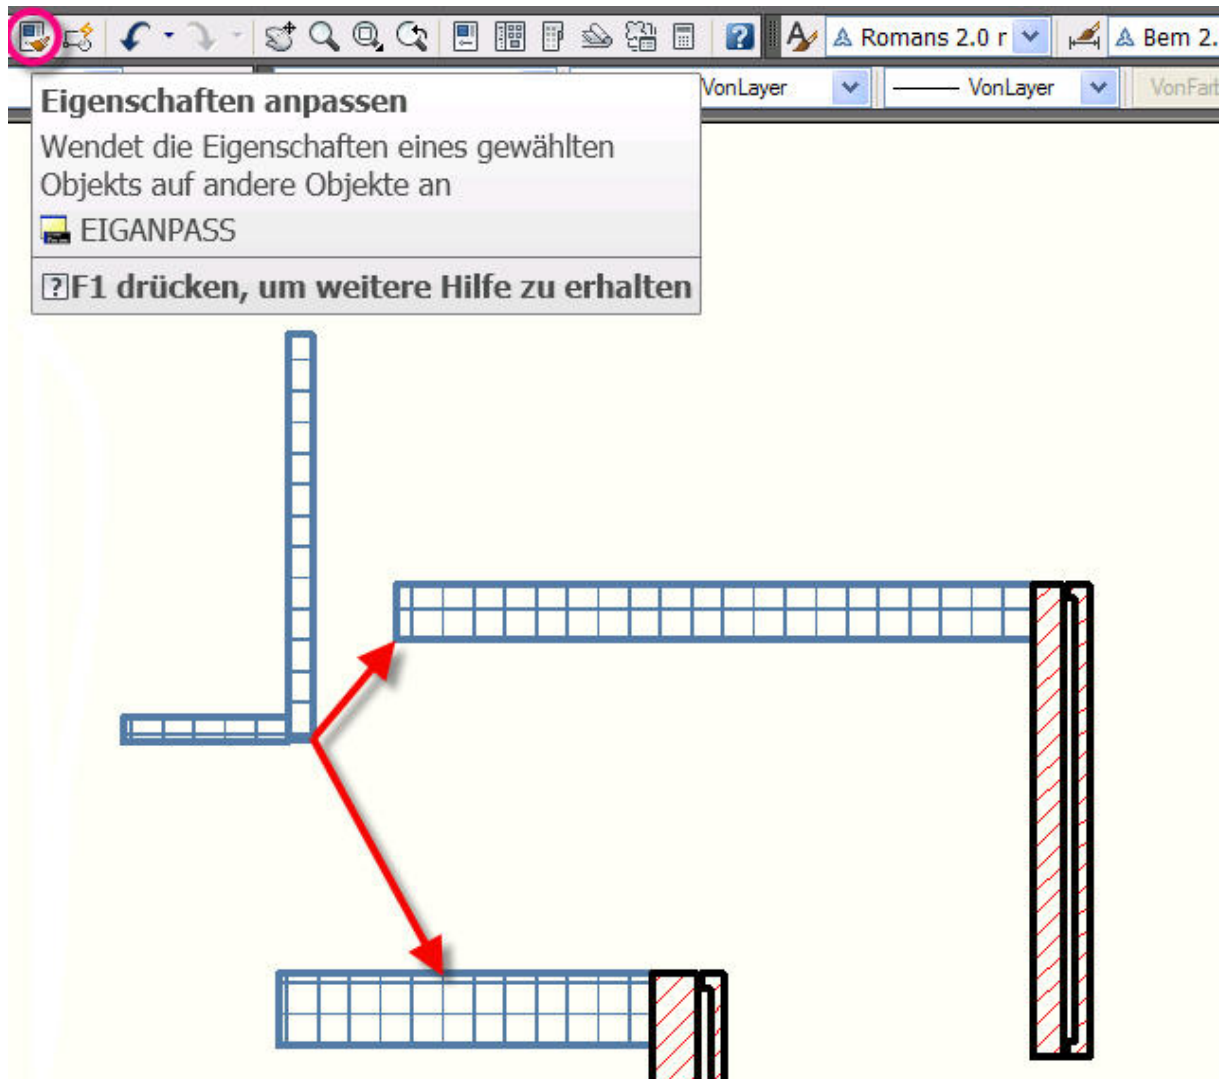 Romans 2.0 r
Bem 2.
VonLayer
VonLayer
VonFarb
Eigenschaften anpassen
Wendet die Eigenschaften eines gewählten
Objekts auf andere Objekte an
EIGANPASS
F1 drücken, um weitere Hilfe zu erhalten